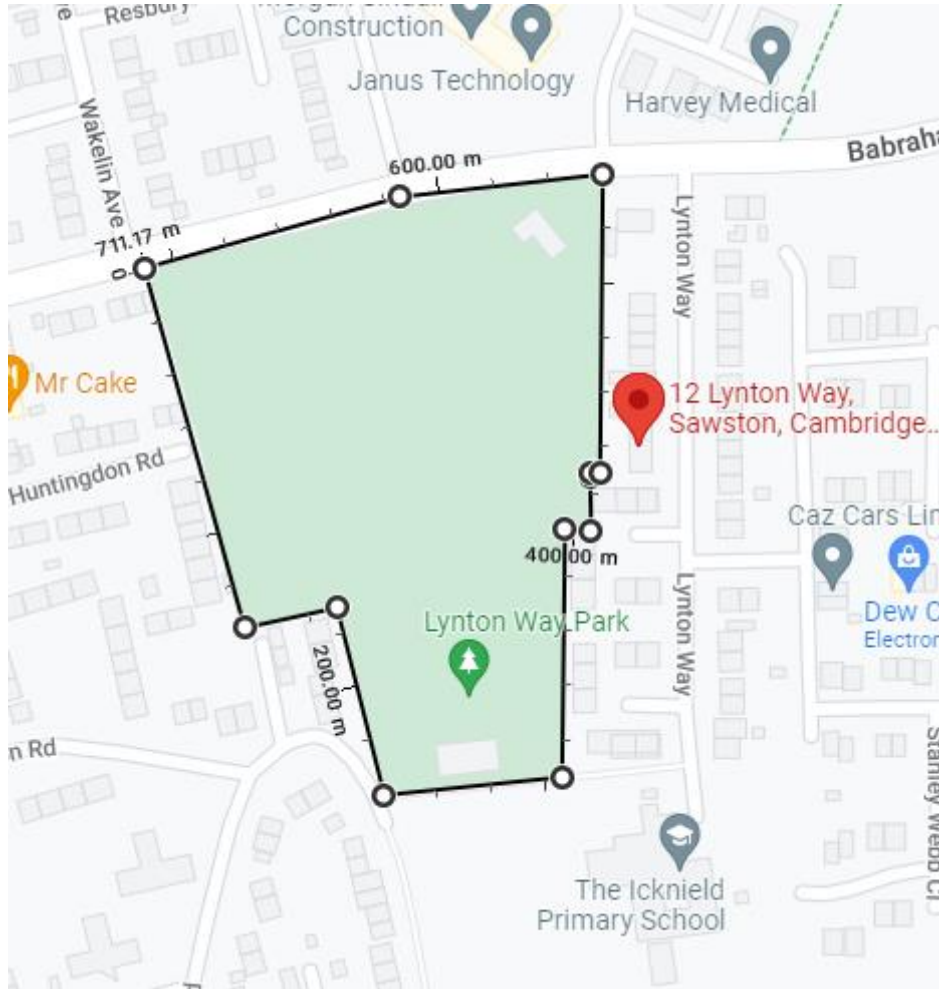 Resbury
Construction
Janus Technology
Harvey Medical
Wakelin Ave
600.00 m
Babraha
711.17 m
0
Lynton Way
Mr Cake
12 Lynton Way,
Sawston, Cambridge...
Huntingdon Rd
Caz Cars Lim
400.00 m
Dew C
Electron
Lynton Way Park
Lynton Way
200.00 m
n Rd
Stanley Webb Cl
The Icknield
Primary School